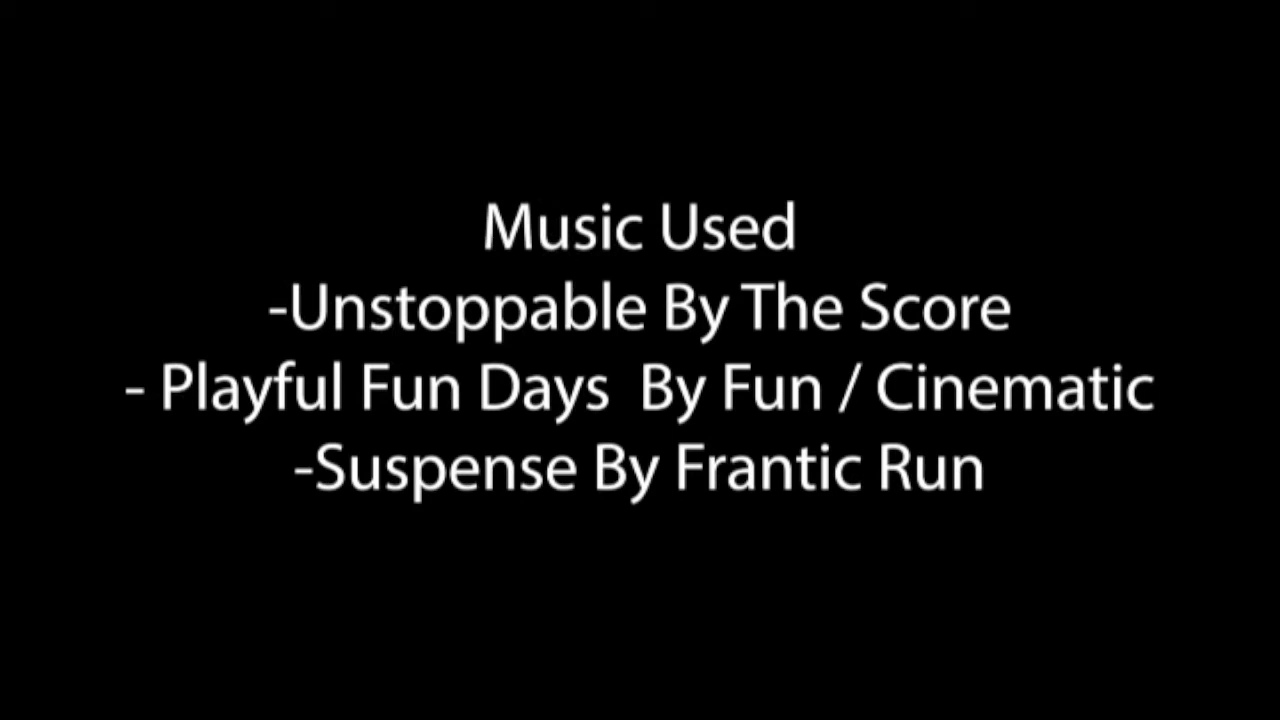 Music Used
-Unstoppable By The Score
- Playful Fun Days  By Fun / Cinematic
-Suspense By Frantic Run